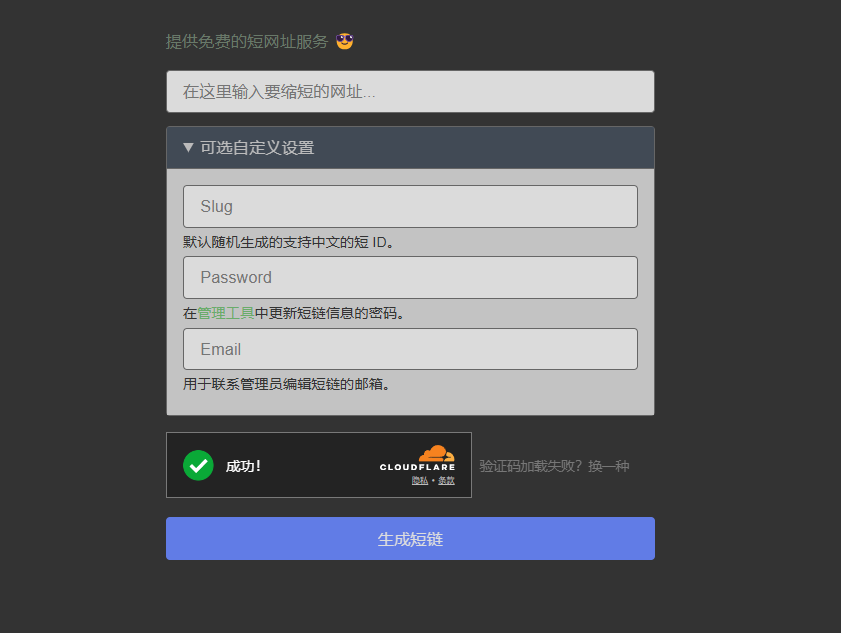 提供免费的短网址服务 😎
在这里输入要缩短的网址...
▼ 可选自定义设置
Slug
默认随机生成的支持中文的短 ID。
Password
在管理工具中更新短链信息的密码。
Email
用于联系管理员编辑短链的邮箱。
成功!
CLOUDFLARE
隐私 • 条款
验证码加载失败? 换一种
生成短链